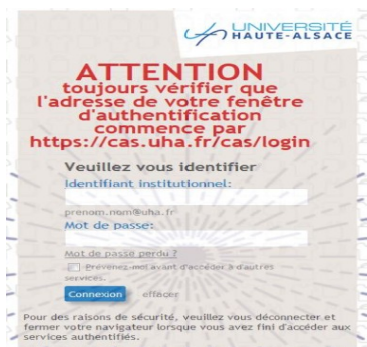 UNIVERSITÉ
HAUTE-ALSACE
ATTENTION
toujours vérifier que
l'adresse de votre fenêtre
d'authentification
commence par
https://cas.uha.fr/cas/login
Veuillez vous identifier
Identifiant institutionnel:
prenom.nom@uha.fr
Mot de passe:
Mot de passe perdu ?
Prévenez-moi avant d'accéder à d'autres
services.
Connexion effacer
Pour des raisons de sécurité, veuillez vous déconnecter et
fermer votre navigateur lorsque vous avez fini d'accéder aux
services authentifiés.